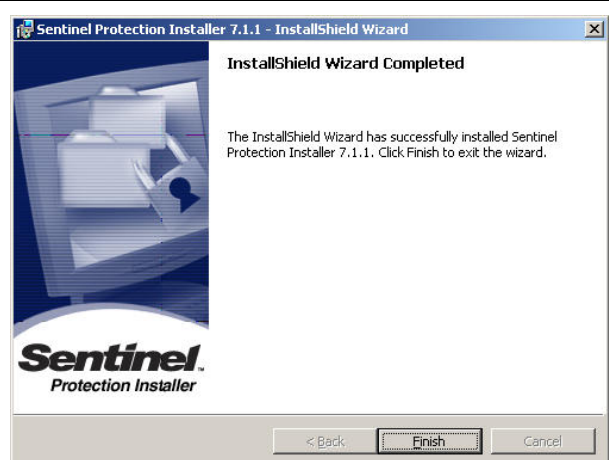 Sentinel Protection Installer 7.1.1 - InstallShield Wizard
InstallShield Wizard Completed
The InstallShield Wizard has successfully installed Sentinel
Protection Installer 7.1.1. Click Finish to exit the wizard.
Sentinel
Protection Installer
< Back
Finish
Cancel